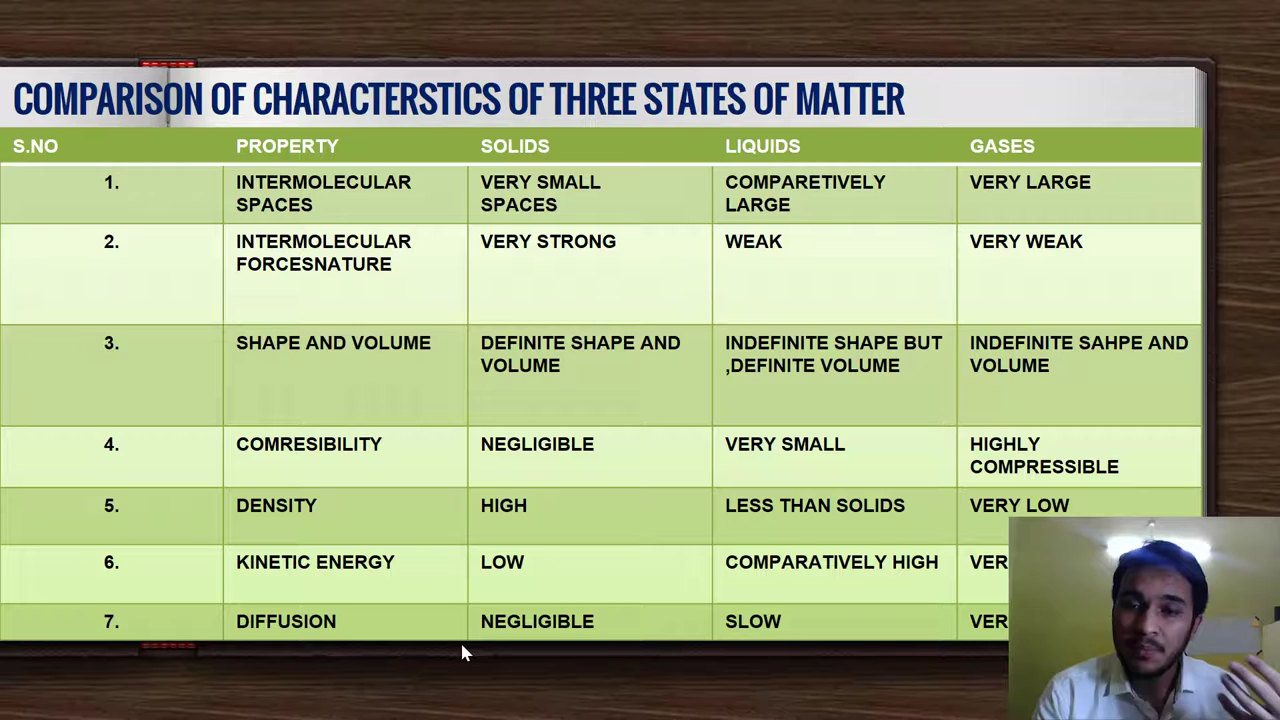 COMPARISON OF CHARACTERSTICS OF THREE STATES OF MATTER
S.NO PROPERTY SOLIDS LIQUIDS GASES
1. INTERMOLECULAR VERY SMALL COMPARETIVELY VERY LARGE
SPACES SPACES LARGE
2. INTERMOLECULAR VERY STRONG WEAK VERY WEAK
FORCESNATURE
3. SHAPE AND VOLUME DEFINITE SHAPE AND INDEFINITE SHAPE BUT INDEFINITE SAHPE AND
VOLUME ,DEFINITE VOLUME VOLUME
4. COMRESIBILITY NEGLIGIBLE VERY SMALL HIGHLY
COMPRESSIBLE
5. DENSITY HIGH LESS THAN SOLIDS VERY LOW
6. KINETIC ENERGY LOW COMPARATIVELY HIGH
7. DIFFUSION NEGLIGIBLE SLOW